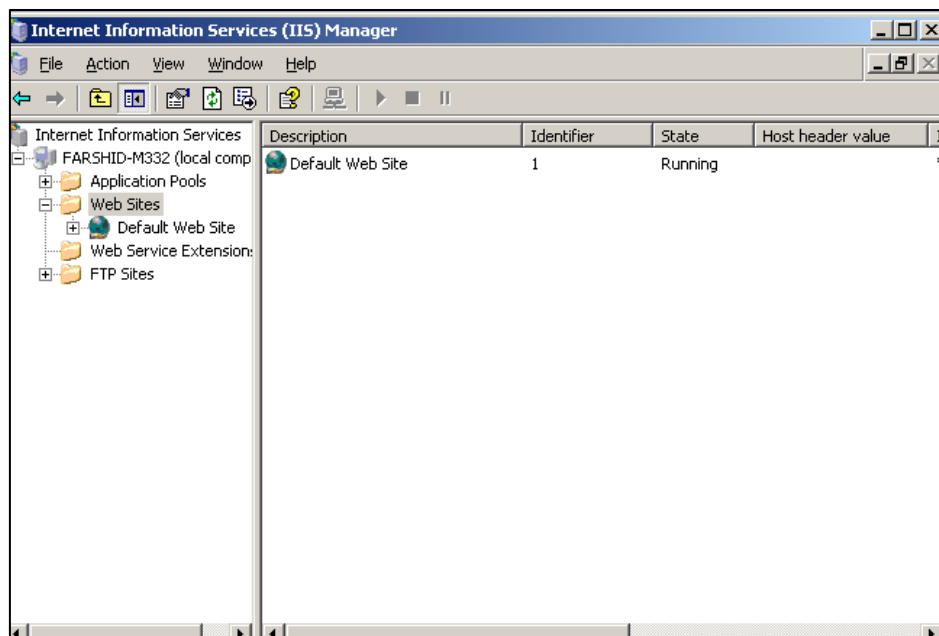 Internet Information Services (IIS) Manager
File Action View Window Help
Internet Information Services
FARSHID-M332 (local comp
Application Pools
Web Sites
Default Web Site
Web Service Extension
FTP Sites
Description Identifier State Host header value
Default Web Site 1 Running